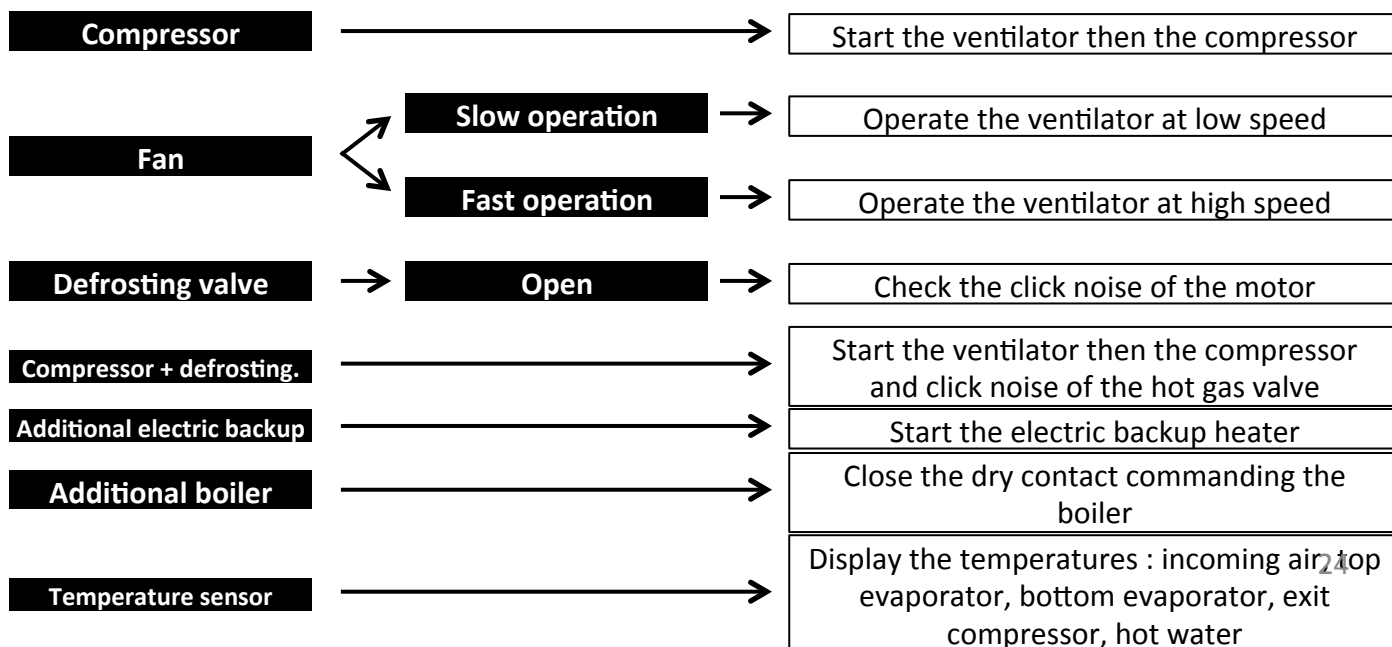 Compressor
Start the ventilator then the compressor
Slow operation
Operate the ventilator at low speed
Fan
Fast operation
Operate the ventilator at high speed
Defrosting valve
Open
Check the click noise of the motor
Compressor + defrosting.
Start the ventilator then the compressor
and click noise of the hot gas valve
Additional electric backup
Start the electric backup heater
Additional boiler
Close the dry contact commanding the
boiler
Temperature sensor
Display the temperatures : incoming air, top
evaporator, bottom evaporator, exit
compressor, hot water
24